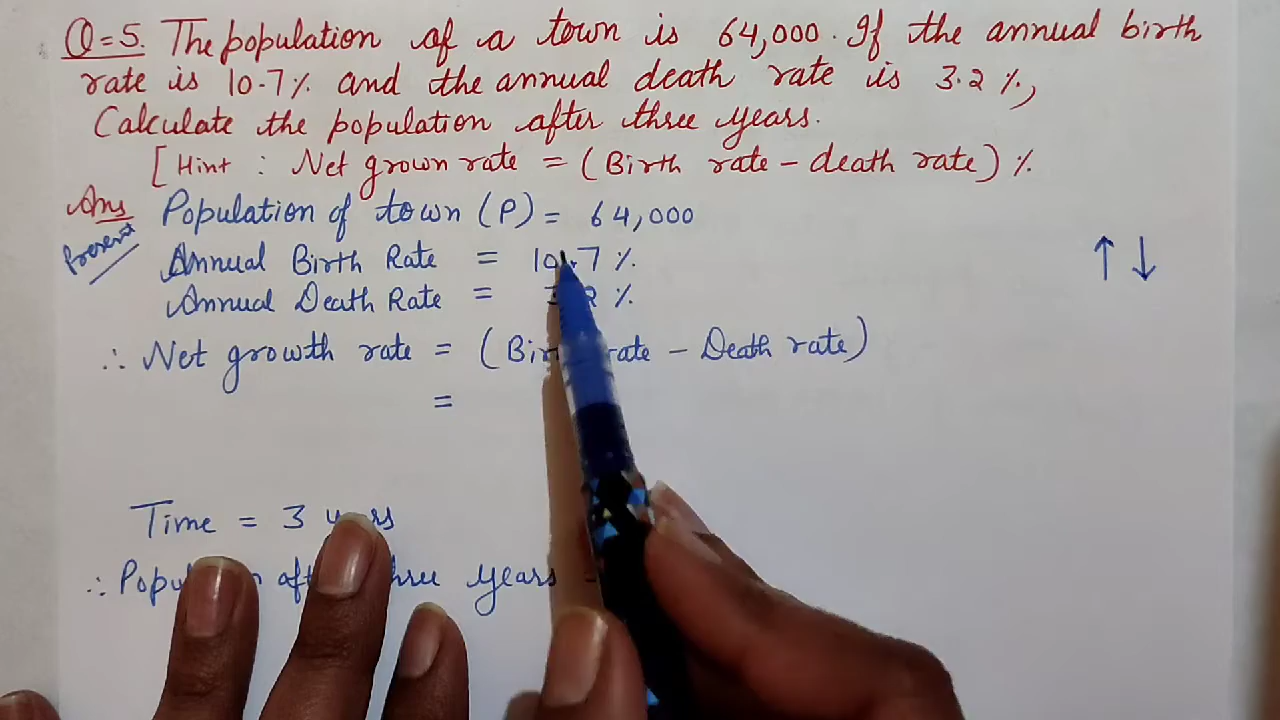 Q=5. The population of a town is 64,000. If the annual birth
rate is 10.7% and the annual death rate is 3.2%,
Calculate the population after three years.
[Hint : Net grown rate = (Birth rate - death rate) %.
Ans Population of town (P) = 64,000
Present
Annual Birth Rate = 10.7 %
Annual Death Rate = %
∴ Net growth rate = ( rate - Death rate)
=
↑ ↓
Time = 3
∴ three years